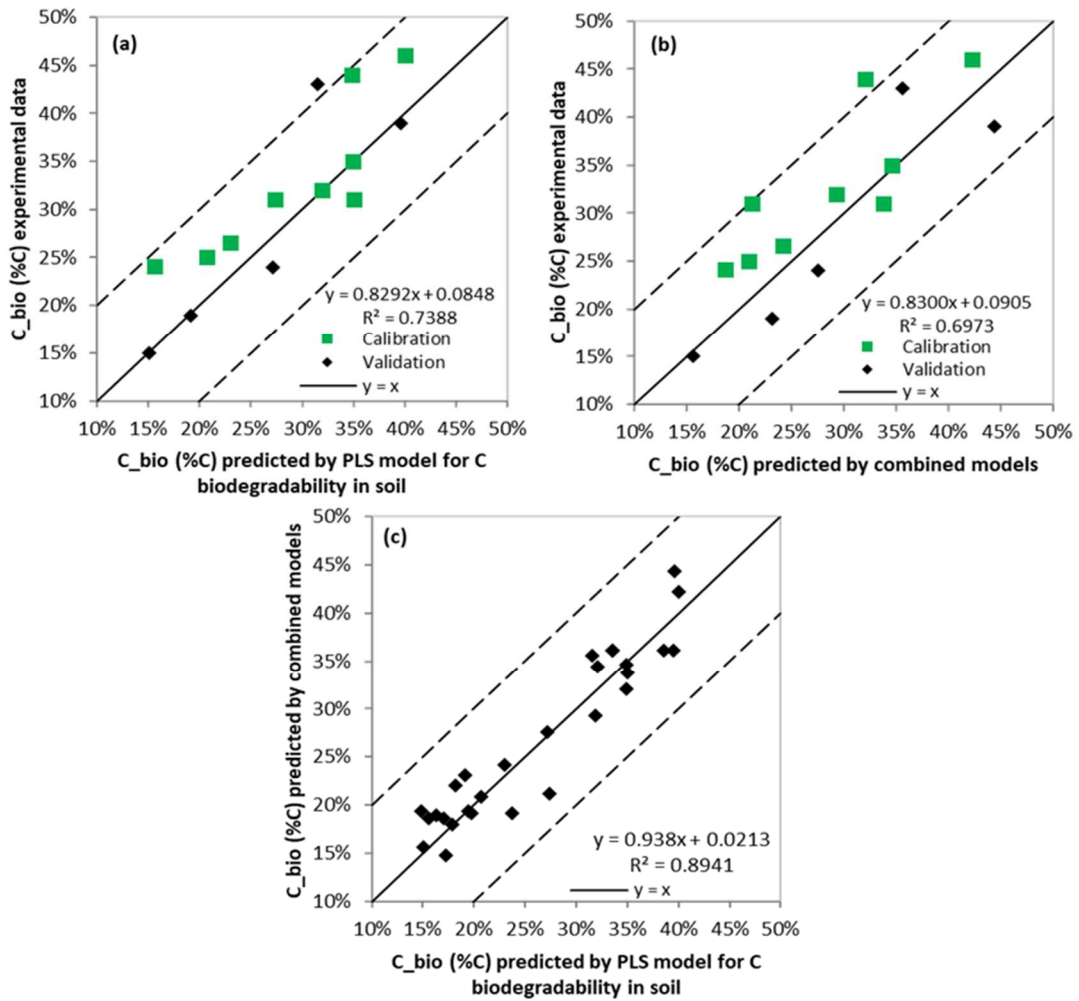 (a)
C_bio (%C) experimental data
50%
45%
40%
35%
30%
25%
20%
15%
10%
y = 0.8292x + 0.0848
R² = 0.7388
Calibration
Validation
y = x
10% 15% 20% 25% 30% 35% 40% 45% 50%
C_bio (%C) predicted by PLS model for C
biodegradability in soil
(b)
C_bio (%C) experimental data
50%
45%
40%
35%
30%
25%
20%
15%
10%
y = 0.8300x + 0.0905
R² = 0.6973
Calibration
Validation
y = x
10% 15% 20% 25% 30% 35% 40% 45% 50%
C_bio (%C) predicted by combined models
(c)
C_bio (%C) predicted by combined models
50%
45%
40%
35%
30%
25%
20%
15%
10%
y = 0.938x + 0.0213
R² = 0.8941
y = x
10% 15% 20% 25% 30% 35% 40% 45% 50%
C_bio (%C) predicted by PLS model for C
biodegradability in soil